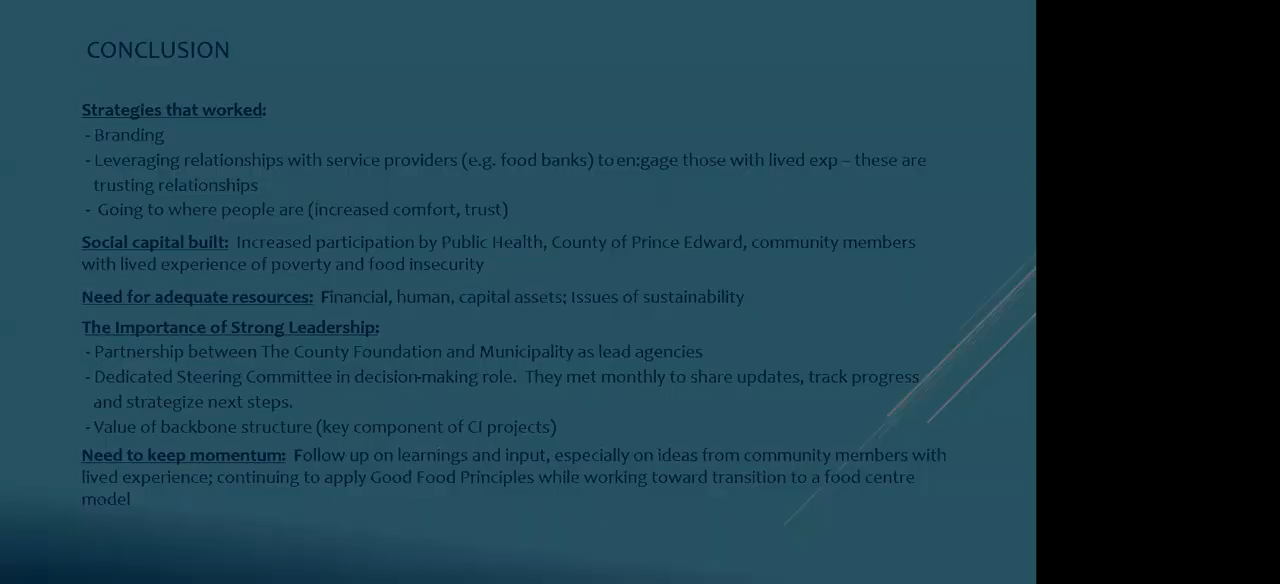 CONCLUSION
Strategies that worked:
- Branding
- Leveraging relationships with service providers (e.g. food banks) to en:gage those with lived exp – these are
trusting relationships
- Going to where people are (increased comfort, trust)
Social capital built: Increased participation by Public Health, County of Prince Edward, community members
with lived experience of poverty and food insecurity
Need for adequate resources: Financial, human, capital assets; Issues of sustainability
The Importance of Strong Leadership:
- Partnership between The County Foundation and Municipality as lead agencies
- Dedicated Steering Committee in decision-making role. They met monthly to share updates, track progress
and strategize next steps.
- Value of backbone structure (key component of CI projects)
Need to keep momentum: Follow up on learnings and input, especially on ideas from community members with
lived experience; continuing to apply Good Food Principles while working toward transition to a food centre
model